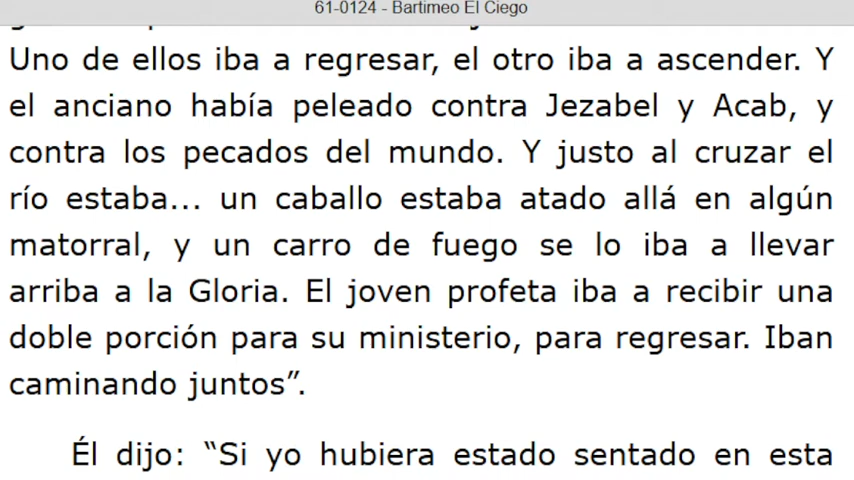 61-0124 - Bartimeo El Ciego
Uno de ellos iba a regresar, el otro iba a ascender. Y
el anciano había peleado contra Jezabel y Acab, y
contra los pecados del mundo. Y justo al cruzar el
río estaba... un caballo estaba atado allá en algún
matorral, y un carro de fuego se lo iba a llevar
arriba a la Gloria. El joven profeta iba a recibir una
doble porción para su ministerio, para regresar. Iban
caminando juntos”.
Él dijo: “Si yo hubiera estado sentado en esta